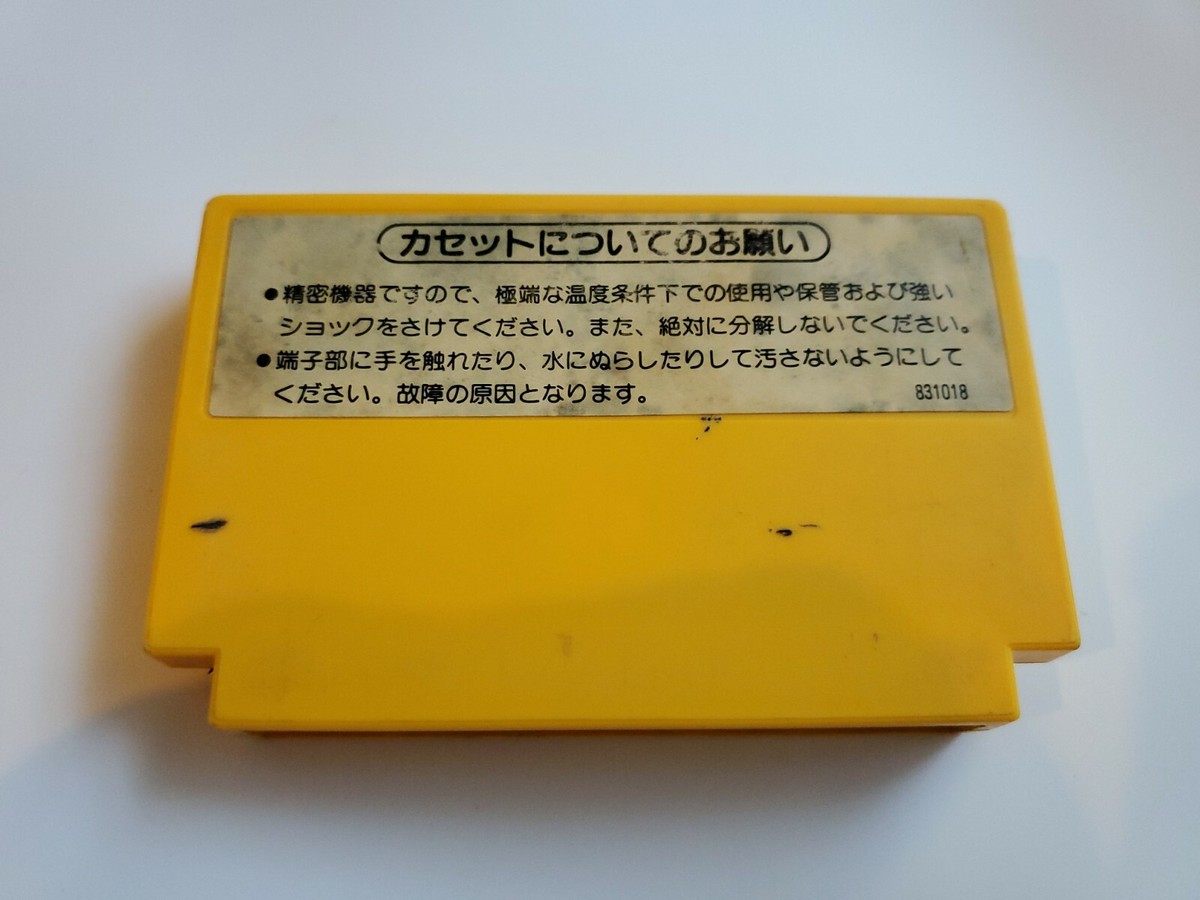 カセットについてのお願い
●精密機器ですので、極端な温度条件下での使用や保管および強い
ショックをさけてください。また、絶対に分解しないでください。
●端子部に手を触れたり、水にぬらしたりして汚さないようにして
ください。故障の原因となります。
831018